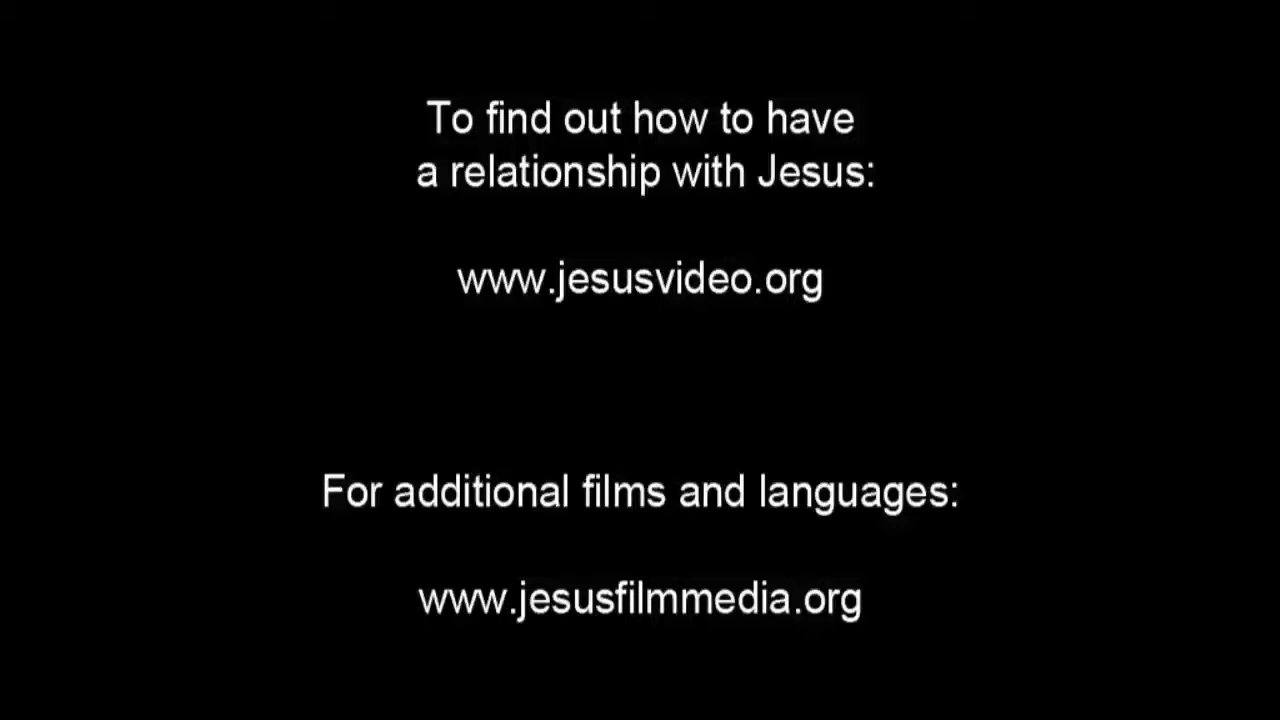 To find out how to have
a relationship with Jesus:
www.jesusvideo.org
For additional films and languages:
www.jesusfilmmedia.org